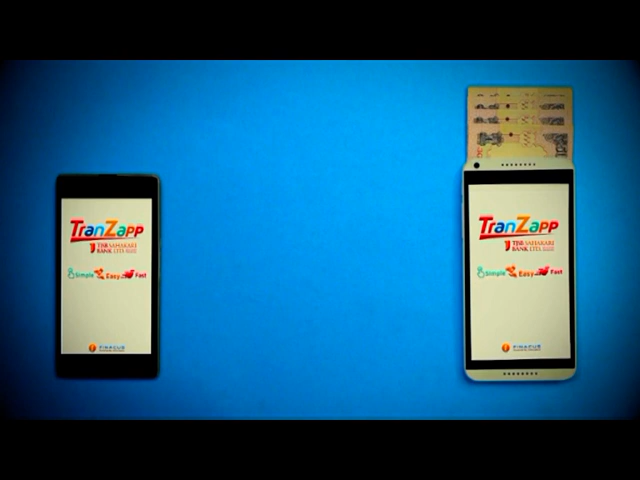 TranZapp
TJSB SAHAKARI
BANK LTD.
Simple Easy Fast
TranZapp
TJSB SAHAKARI
BANK LTD.
Simple Easy Fast